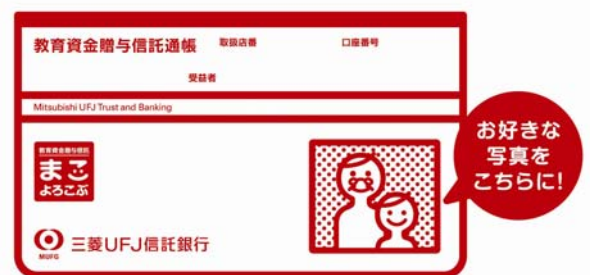 教育資金贈与信託通帳 取扱店番 口座番号
受益者
Mitsubishi UFJ Trust and Banking
お好きな
写真を
こちらに!
教育資金贈与信託
まご
よろこぶ
三菱UFJ信託銀行
MUFG